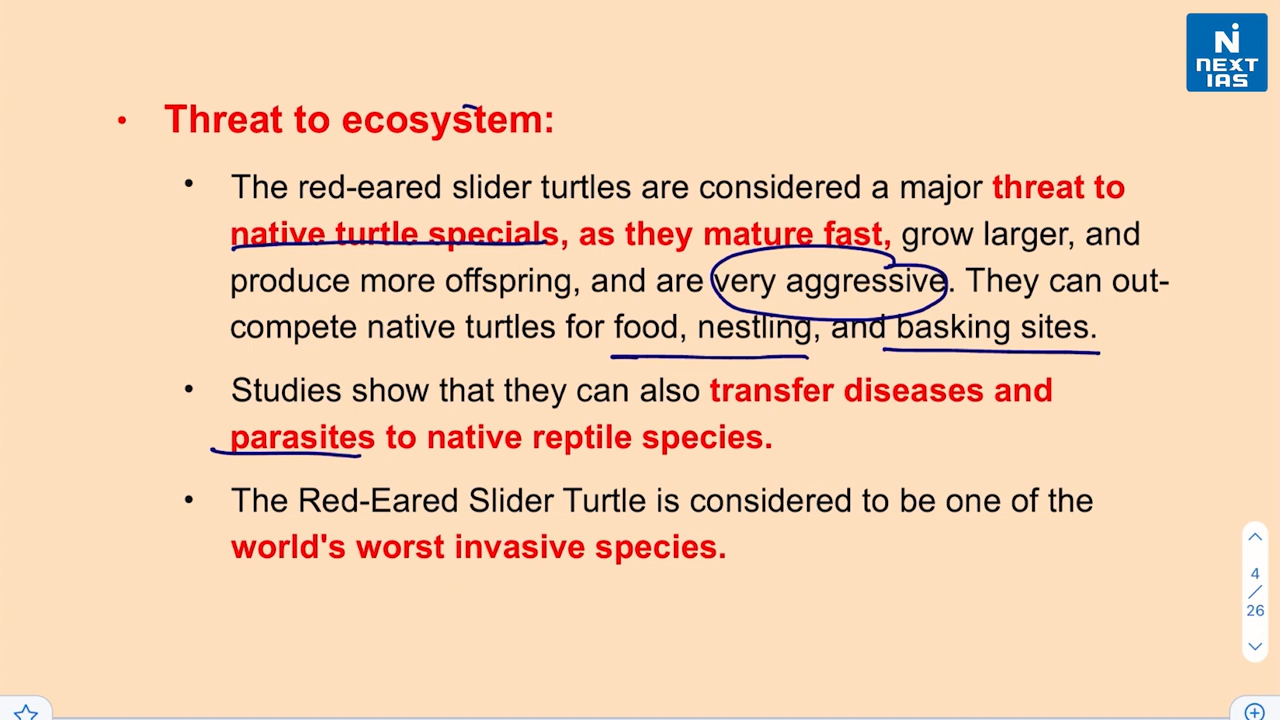 NEXT
IAS
• Threat to ecosystem:
• The red-eared slider turtles are considered a major threat to
native turtle specials, as they mature fast, grow larger, and
produce more offspring, and are very aggressive. They can out-
compete native turtles for food, nestling, and basking sites.
• Studies show that they can also transfer diseases and
parasites to native reptile species.
• The Red-Eared Slider Turtle is considered to be one of the
world's worst invasive species.
4
/
26